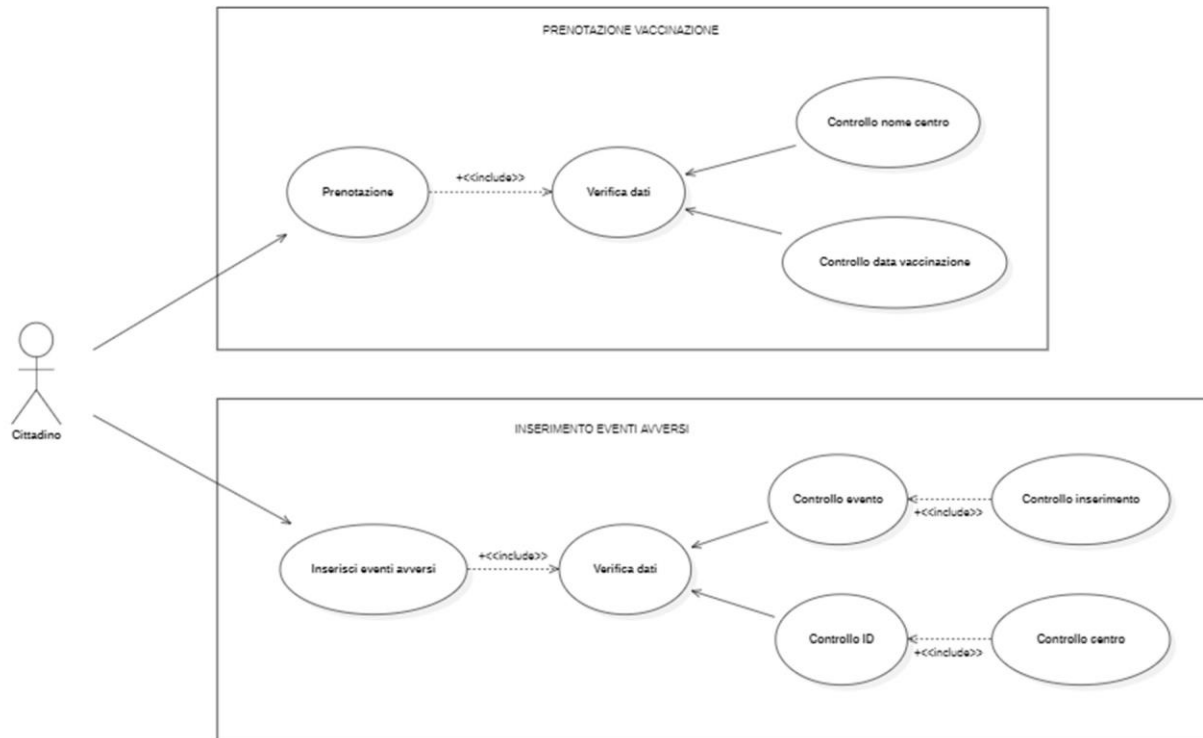 PRENOTAZIONE VACCINAZIONE
Controllo nome centro
Prenotazione
+<<include>>
Verifica dati
Controllo data vaccinazione
Cittadino
INSERIMENTO EVENTI AVVERSI
Controllo evento
+<<include>>
Controllo inserimento
Inserisci eventi avversi
+<<include>>
Verifica dati
Controllo ID
+<<include>>
Controllo centro